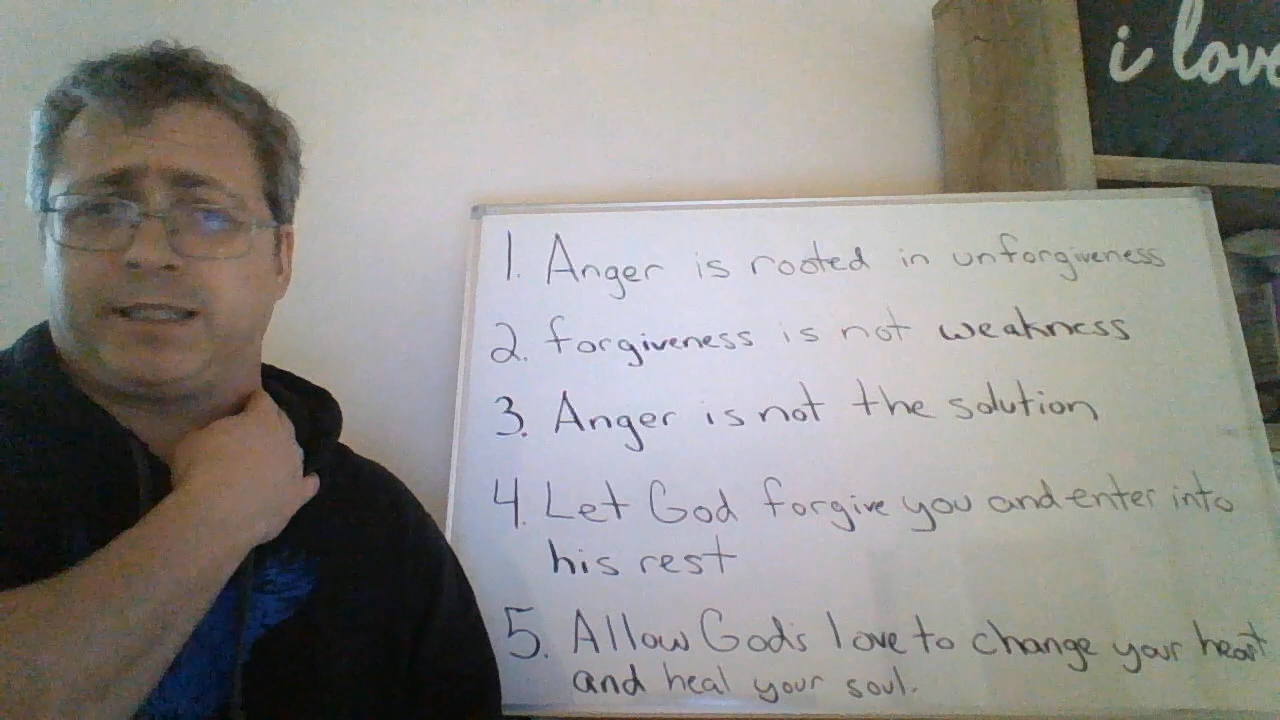 i love
1. Anger is rooted in unforgiveness
2. forgiveness is not weakness
3. Anger is not the solution
4. Let God forgive you and enter into
his rest
5. Allow God's love to change your heart
and heal your soul.